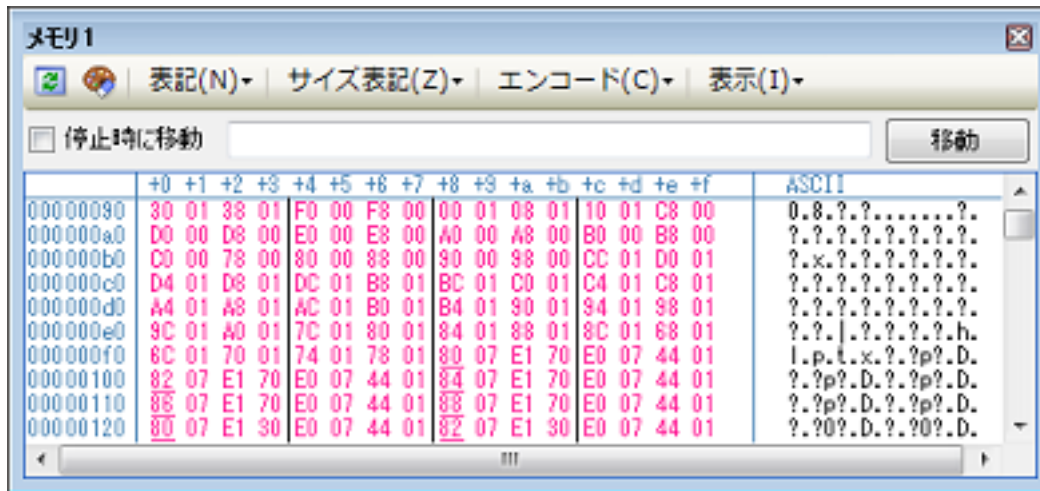 メモリ1
表記(N) サイズ表記(Z) エンコード(C) 表示(I)
停止時に移動 移動
+0 +1 +2 +3 +4 +5 +6 +7 +8 +9 +a +b +c +d +e +f ASCII
00000090 30 01 38 01 F0 00 F8 00 00 01 08 01 10 01 C8 00 0.8.?.?.......?.
000000a0 D0 00 D8 00 E0 00 E8 00 A0 00 A8 00 B0 00 B8 00 ?.?.?.?.?.?.?.?.
000000b0 C0 00 78 00 80 00 88 00 90 00 98 00 CC 01 D0 01 ?.x.?.?.?.?.?.?.
000000c0 D4 01 D8 01 DC 01 B8 01 BC 01 C0 01 C4 01 C8 01 ?.?.?.?.?.?.?.?.
000000d0 A4 01 A8 01 AC 01 B0 01 B4 01 90 01 94 01 98 01 ?.?.?.?.?.?.?.?.
000000e0 9C 01 A0 01 7C 01 80 01 84 01 88 01 8C 01 68 01 ?.?.|.?.?.?.?.h.
000000f0 6C 01 70 01 74 01 78 01 80 07 E1 70 E0 07 44 01 l.p.t.x.?.?p?.D.
00000100 82 07 E1 70 E0 07 44 01 84 07 E1 70 E0 07 44 01 ?.?p?.D.?.?p?.D.
00000110 86 07 E1 70 E0 07 44 01 88 07 E1 70 E0 07 44 01 ?.?p?.D.?.?p?.D.
00000120 80 07 E1 30 E0 07 44 01 82 07 E1 30 E0 07 44 01 ?.?0?.D.?.?0?.D.